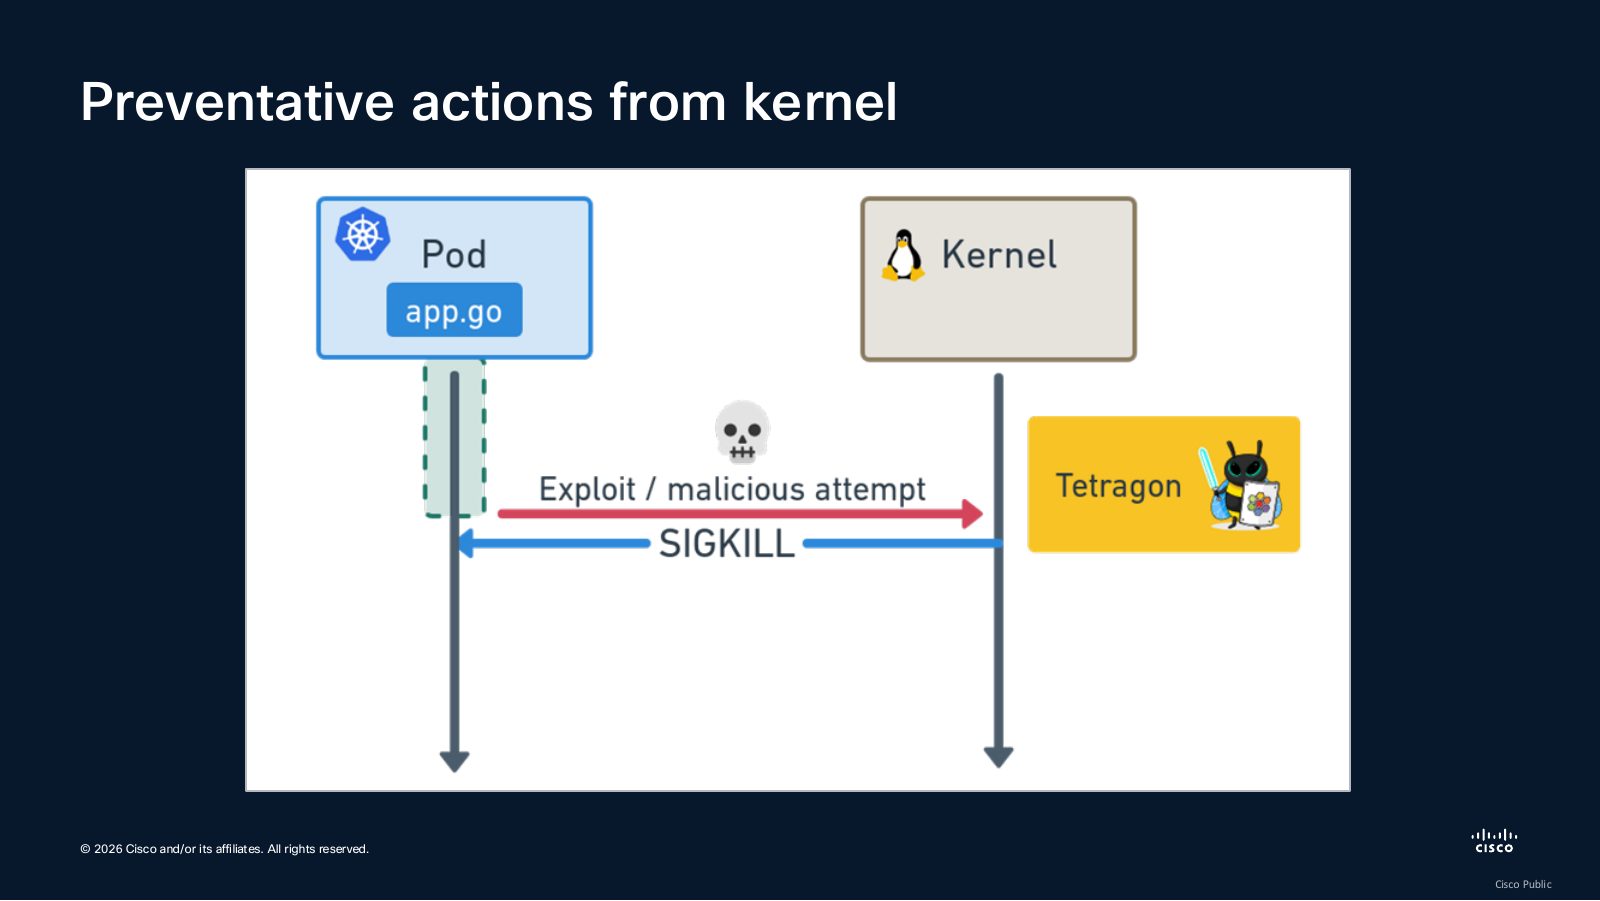 Preventative actions from kernel
Pod
app.go
Kernel
Exploit / malicious attempt
SIGKILL
Tetragon
© 2026 Cisco and/or its affiliates. All rights reserved.
CISCO
Cisco Public